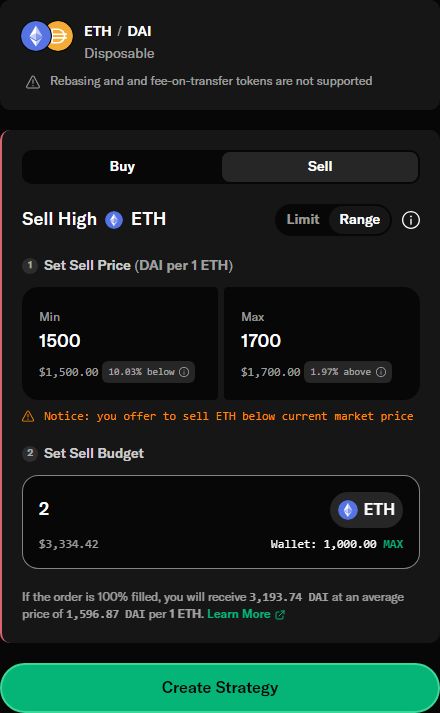 ETH / DAI
Disposable
Rebasing and and fee-on-transfer tokens are not supported
Buy
Sell
Sell High ETH
Limit
Range
1 Set Sell Price (DAI per 1 ETH)
Min
Max
1500
1700
$1,500.00 10.03% below
$1,700.00 1.97% above
Notice: you offer to sell ETH below current market price
2 Set Sell Budget
2
ETH
$3,334.42
Wallet: 1,000.00 MAX
If the order is 100% filled, you will receive 3,193.74 DAI at an average
price of 1,596.87 DAI per 1 ETH. Learn More
Create Strategy